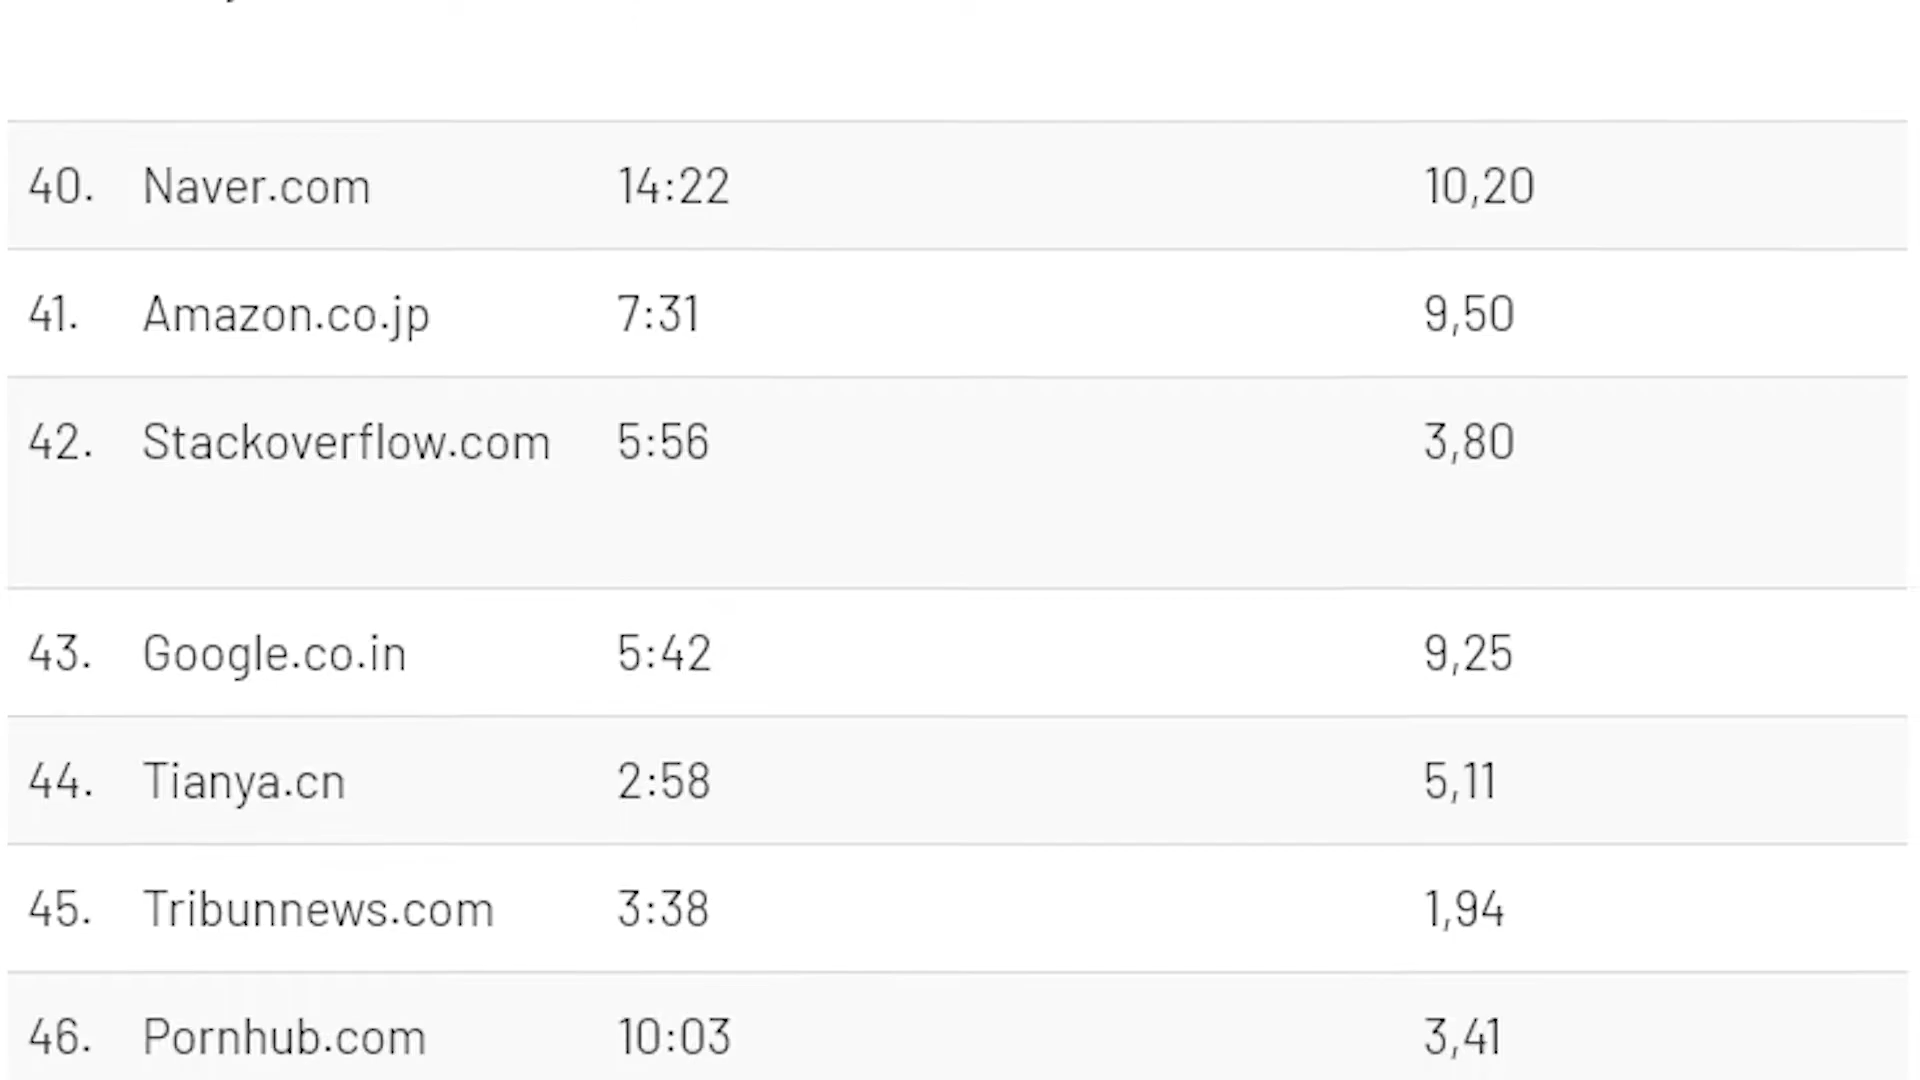 40. Naver.com 14:22 10,20
41. Amazon.co.jp 7:31 9,50
42. Stackoverflow.com 5:56 3,80
43. Google.co.in 5:42 9,25
44. Tianya.cn 2:58 5,11
45. Tribunnews.com 3:38 1,94
46. Pornhub.com 10:03 3,41